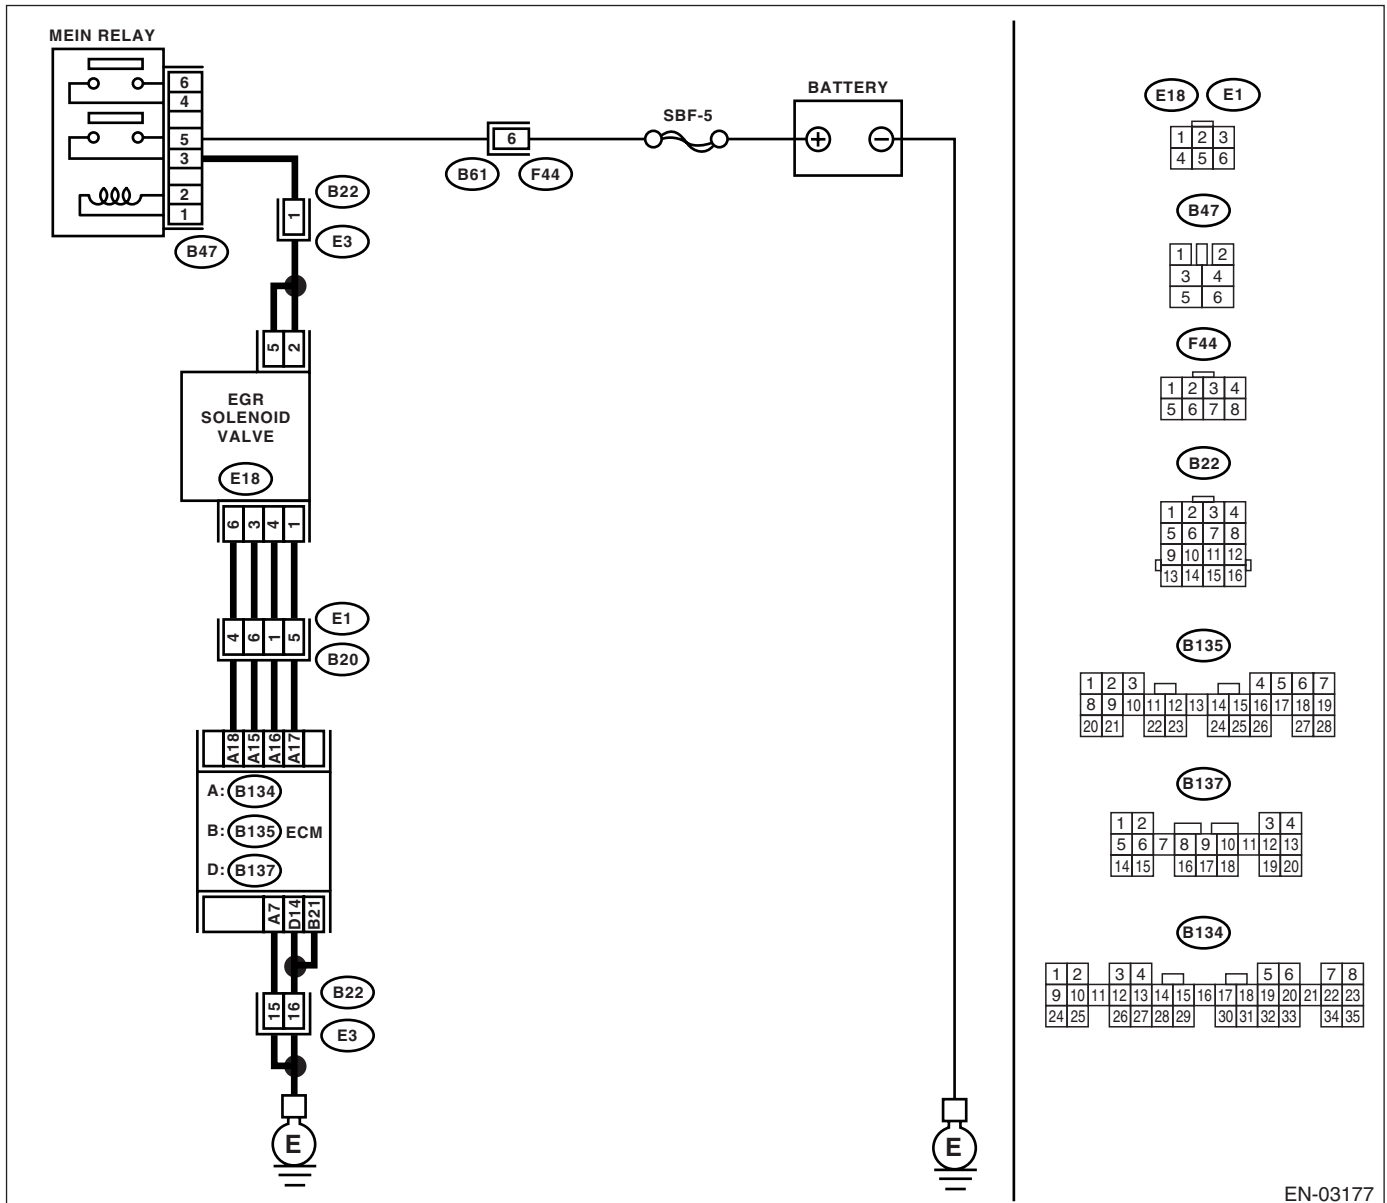 MEIN RELAY
6
4
5
3
2
1
B47
6
B61 F44
SBF-5
BATTERY
+ −
B22
1
E3
5 2
EGR
SOLENOID
VALVE
E18
6 3 4 1
E1
4 6 1 5
B20
A18 A15 A16 A17
A: B134
B: B135 ECM
D: B137
A7 D14 B21
B22
15 16
E3
E
E
E18 E1
1 2 3
4 5 6
B47
1 2
3 4
5 6
F44
1 2 3 4
5 6 7 8
B22
1 2 3 4
5 6 7 8
9 10 11 12
13 14 15 16
B135
1 2 3 4 5 6 7
8 9 10 11 12 13 14 15 16 17 18 19
20 21 22 23 24 25 26 27 28
B137
1 2 3 4
5 6 7 8 9 10 11 12 13
14 15 16 17 18 19 20
B134
1 2 3 4 5 6 7 8
9 10 11 12 13 14 15 16 17 18 19 20 21 22 23
24 25 26 27 28 29 30 31 32 33 34 35
EN-03177